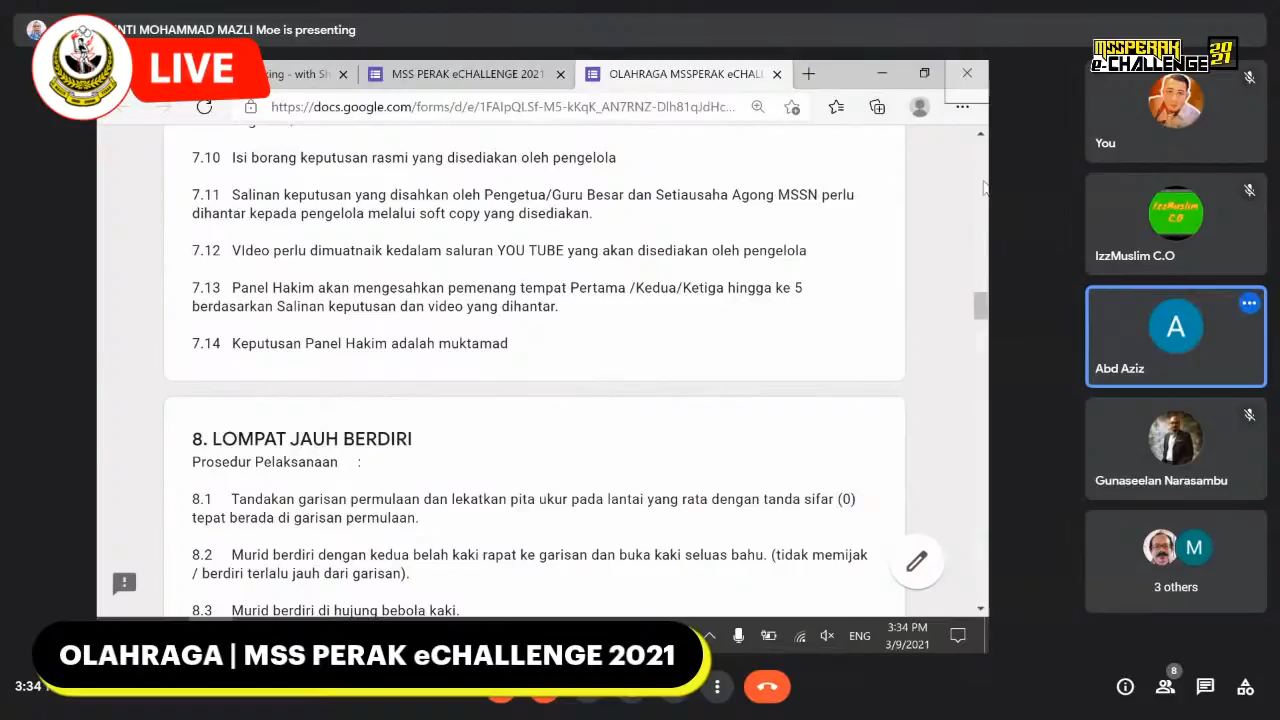 NTI MOHAMMAD MAZLI Moe is presenting
LIVE
MSSPERAK
e-CHALLENGE
2021
king - with Sh
MSS PERAK eCHALLENGE 2021
OLAHRAGA MSSPERAK eCHAL
https://docs.google.com/forms/d/e/1FAIpQLSf-M5-kKqK_AN7RNZ-Dlh81qJdHc...
7.10 Isi borang keputusan rasmi yang disediakan oleh pengelola
7.11 Salinan keputusan yang disahkan oleh Pengetua/Guru Besar dan Setiausaha Agong MSSN perlu
dihantar kepada pengelola melalui soft copy yang disediakan.
7.12 VIdeo perlu dimuatnaik kedalam saluran YOU TUBE yang akan disediakan oleh pengelola
7.13 Panel Hakim akan mengesahkan pemenang tempat Pertama /Kedua/Ketiga hingga ke 5
berdasarkan Salinan keputusan dan video yang dihantar.
7.14 Keputusan Panel Hakim adalah muktamad
8. LOMPAT JAUH BERDIRI
Prosedur Pelaksanaan :
8.1 Tandakan garisan permulaan dan lekatkan pita ukur pada lantai yang rata dengan tanda sifar (0)
tepat berada di garisan permulaan.
8.2 Murid berdiri dengan kedua belah kaki rapat ke garisan dan buka kaki seluas bahu. (tidak memijak
/ berdiri terlalu jauh dari garisan).
8.3 Murid berdiri di hujung bebola kaki.
ENG
3:34 PM
3/9/2021
You
IzzMuslim C.O
IzzMuslim C.O
A
Abd Aziz
Gunaseelan Narasambu
M
3 others
OLAHRAGA | MSS PERAK eCHALLENGE 2021
3:34
8